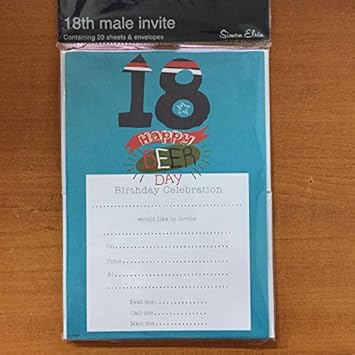 18th male invite
Containing 20 sheets & envelopes
Simon Elvin
18
Happy
BEER
DAY
Birthday Celebration
..............................
would like to invite
..............................
On..............................
Time..............................
At..............................
..............................
Text me..............
Call me..............
Mail me..............